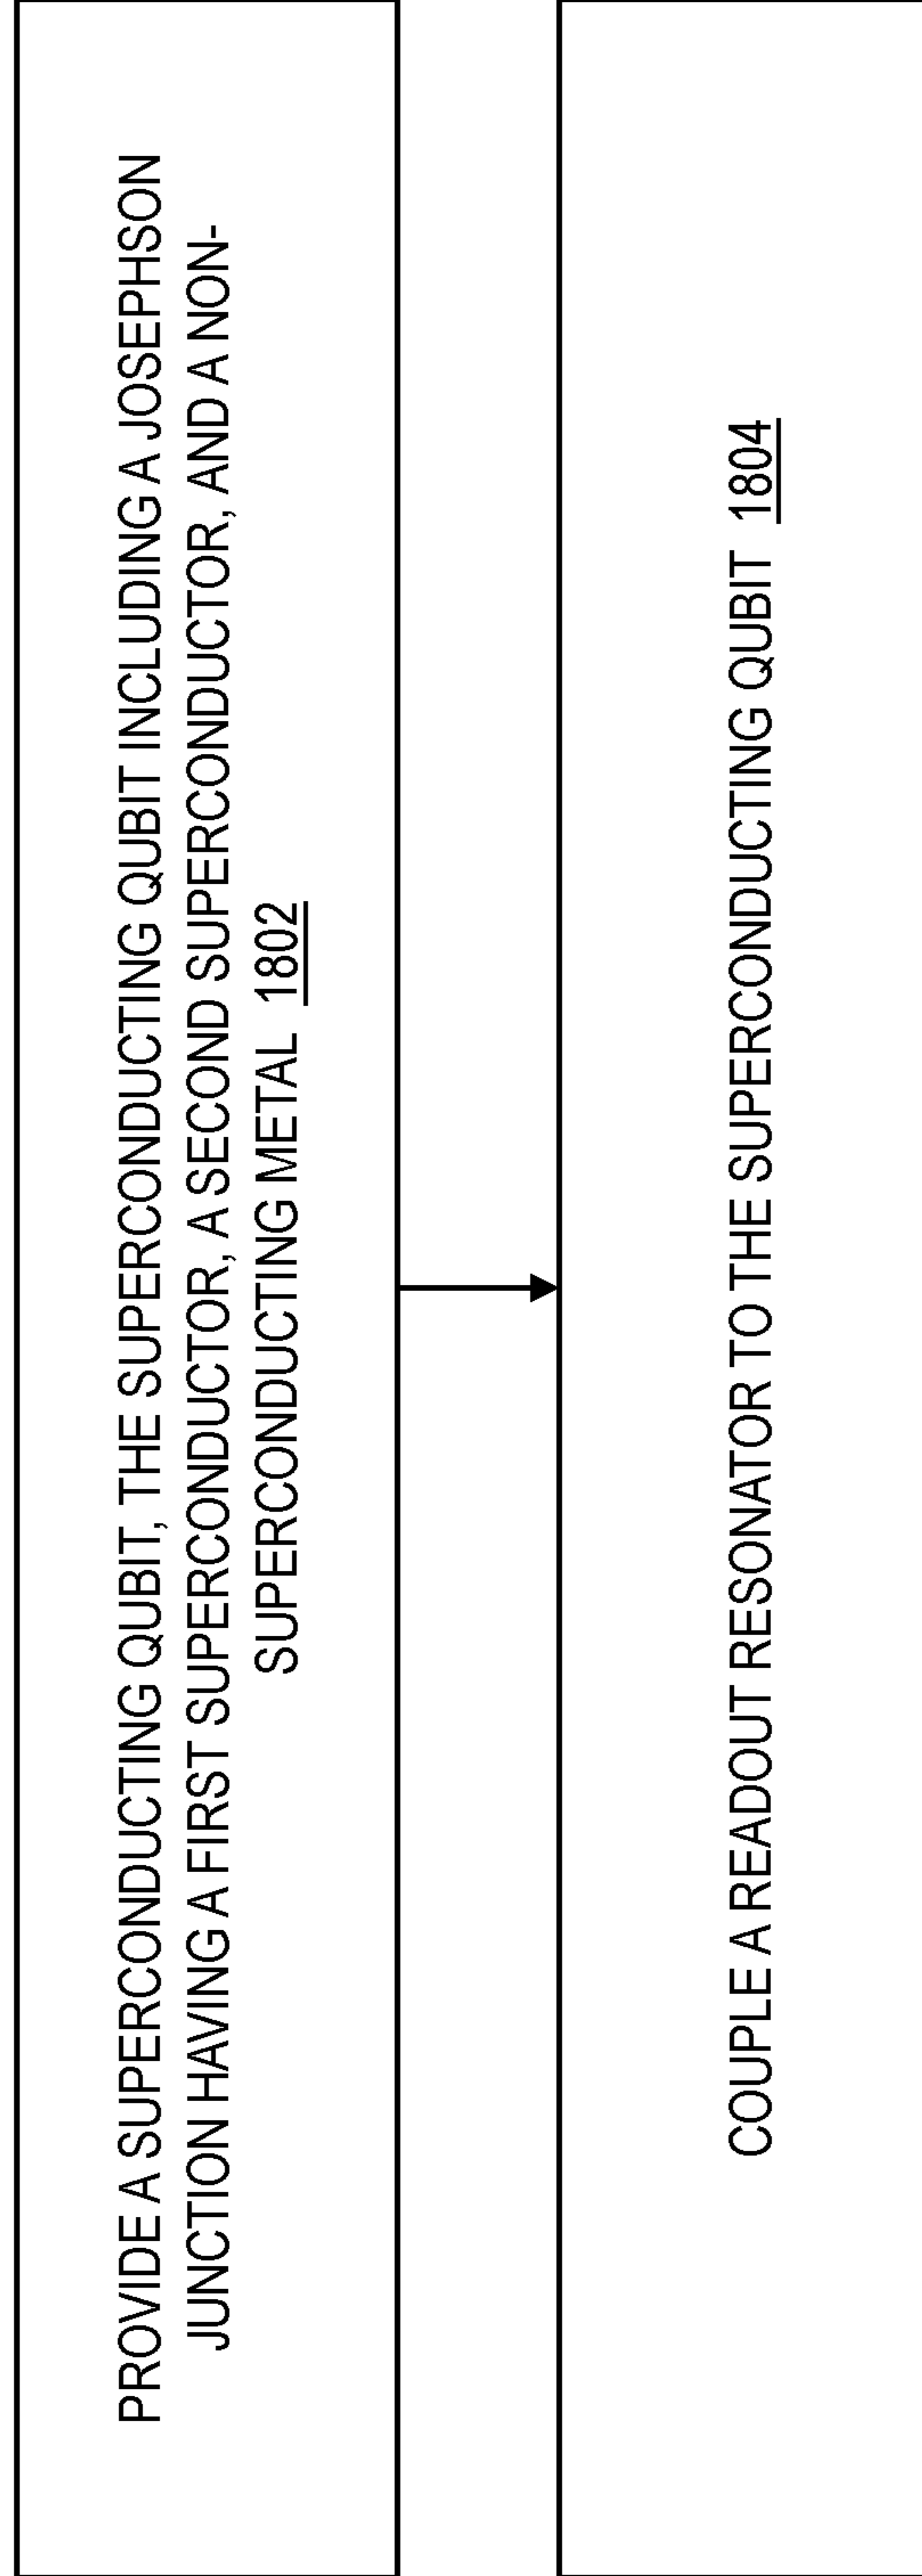 PROVIDE A SUPERCONDUCTING QUBIT, THE SUPERCONDUCTING QUBIT INCLUDING A JOSEPHSON
JUNCTION HAVING A FIRST SUPERCONDUCTOR, A SECOND SUPERCONDUCTOR, AND A NON-
SUPERCONDUCTING METAL 1802
COUPLE A READOUT RESONATOR TO THE SUPERCONDUCTING QUBIT 1804